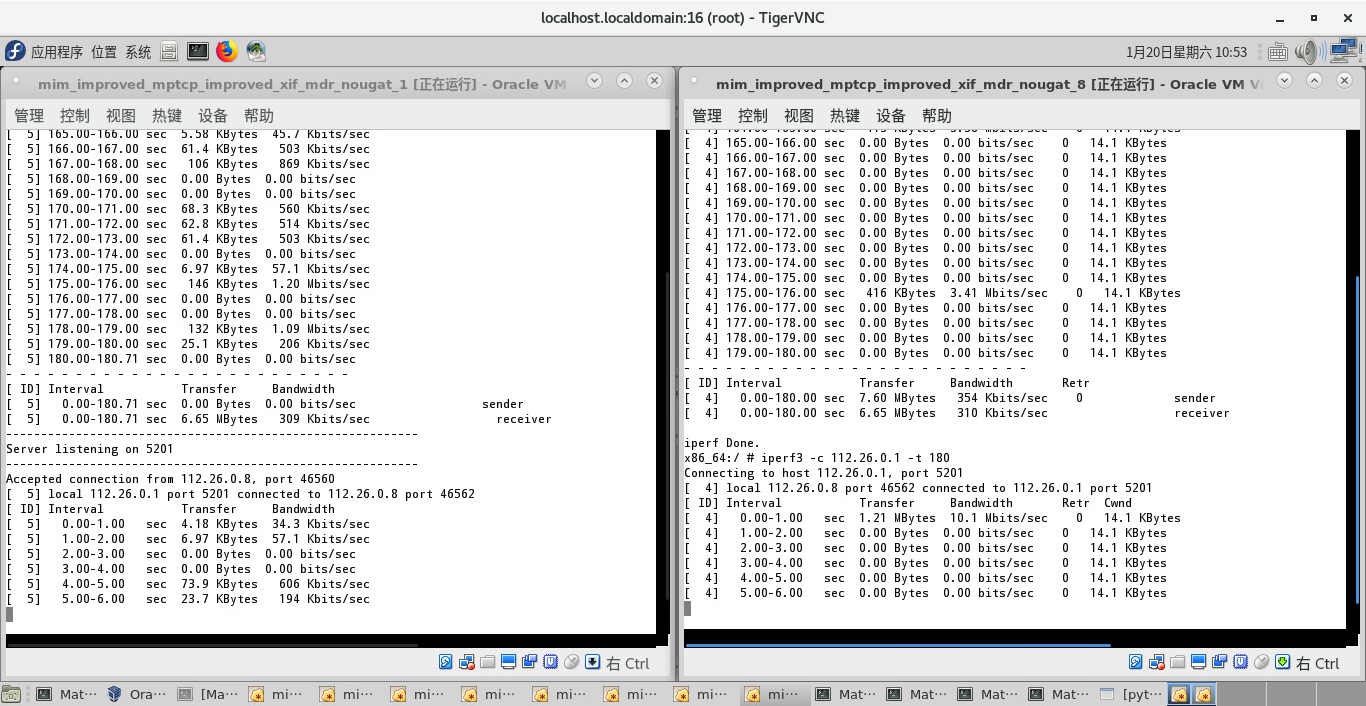 localhost.localdomain:16 (root) - TigerVNC
应用程序 位置 系统
1月20日星期六 10:53
mim_improved_mptcp_improved_xif_mdr_nougat_1 [正在运行] - Oracle VM
管理 控制 视图 热键 设备 帮助
[  5] 165.00-166.00 sec  5.58 KBytes  45.7 Kbits/sec
[  5] 166.00-167.00 sec  61.4 KBytes   503 Kbits/sec
[  5] 167.00-168.00 sec   106 KBytes   869 Kbits/sec
[  5] 168.00-169.00 sec  0.00 Bytes  0.00 bits/sec
[  5] 169.00-170.00 sec  0.00 Bytes  0.00 bits/sec
[  5] 170.00-171.00 sec  68.3 KBytes   560 Kbits/sec
[  5] 171.00-172.00 sec  62.8 KBytes   514 Kbits/sec
[  5] 172.00-173.00 sec  61.4 KBytes   503 Kbits/sec
[  5] 173.00-174.00 sec  0.00 Bytes  0.00 bits/sec
[  5] 174.00-175.00 sec  6.97 KBytes  57.1 Kbits/sec
[  5] 175.00-176.00 sec   146 KBytes  1.20 Mbits/sec
[  5] 176.00-177.00 sec  0.00 Bytes  0.00 bits/sec
[  5] 177.00-178.00 sec  0.00 Bytes  0.00 bits/sec
[  5] 178.00-179.00 sec   132 KBytes  1.09 Mbits/sec
[  5] 179.00-180.00 sec  25.1 KBytes   206 Kbits/sec
[  5] 180.00-180.71 sec  0.00 Bytes  0.00 bits/sec
- - - - - - - - - - - - - - - - - - - - - - - - -
[ ID] Interval           Transfer     Bandwidth
[  5]   0.00-180.71 sec  0.00 Bytes  0.00 bits/sec                  sender
[  5]   0.00-180.71 sec  6.65 MBytes   309 Kbits/sec                  receiver
-----------------------------------------------------------
Server listening on 5201
-----------------------------------------------------------
Accepted connection from 112.26.0.8, port 46560
[  5] local 112.26.0.1 port 5201 connected to 112.26.0.8 port 46562
[ ID] Interval           Transfer     Bandwidth
[  5]   0.00-1.00   sec  4.18 KBytes  34.3 Kbits/sec
[  5]   1.00-2.00   sec  6.97 KBytes  57.1 Kbits/sec
[  5]   2.00-3.00   sec  0.00 Bytes  0.00 bits/sec
[  5]   3.00-4.00   sec  0.00 Bytes  0.00 bits/sec
[  5]   4.00-5.00   sec  73.9 KBytes   606 Kbits/sec
[  5]   5.00-6.00   sec  23.7 KBytes   194 Kbits/sec
右 Ctrl
mim_improved_mptcp_improved_xif_mdr_nougat_8 [正在运行] - Oracle VM
管理 控制 视图 热键 设备 帮助
[  4] 165.00-166.00 sec  0.00 Bytes  0.00 bits/sec    0   14.1 KBytes
[  4] 166.00-167.00 sec  0.00 Bytes  0.00 bits/sec    0   14.1 KBytes
[  4] 167.00-168.00 sec  0.00 Bytes  0.00 bits/sec    0   14.1 KBytes
[  4] 168.00-169.00 sec  0.00 Bytes  0.00 bits/sec    0   14.1 KBytes
[  4] 169.00-170.00 sec  0.00 Bytes  0.00 bits/sec    0   14.1 KBytes
[  4] 170.00-171.00 sec  0.00 Bytes  0.00 bits/sec    0   14.1 KBytes
[  4] 171.00-172.00 sec  0.00 Bytes  0.00 bits/sec    0   14.1 KBytes
[  4] 172.00-173.00 sec  0.00 Bytes  0.00 bits/sec    0   14.1 KBytes
[  4] 173.00-174.00 sec  0.00 Bytes  0.00 bits/sec    0   14.1 KBytes
[  4] 174.00-175.00 sec  0.00 Bytes  0.00 bits/sec    0   14.1 KBytes
[  4] 175.00-176.00 sec   416 KBytes  3.41 Mbits/sec    0   14.1 KBytes
[  4] 176.00-177.00 sec  0.00 Bytes  0.00 bits/sec    0   14.1 KBytes
[  4] 177.00-178.00 sec  0.00 Bytes  0.00 bits/sec    0   14.1 KBytes
[  4] 178.00-179.00 sec  0.00 Bytes  0.00 bits/sec    0   14.1 KBytes
[  4] 179.00-180.00 sec  0.00 Bytes  0.00 bits/sec    0   14.1 KBytes
- - - - - - - - - - - - - - - - - - - - - - - - -
[ ID] Interval           Transfer     Bandwidth       Retr
[  4]   0.00-180.00 sec  7.60 MBytes   354 Kbits/sec    0             sender
[  4]   0.00-180.00 sec  6.65 MBytes   310 Kbits/sec                  receiver
iperf Done.
x86_64:/ # iperf3 -c 112.26.0.1 -t 180
Connecting to host 112.26.0.1, port 5201
[  4] local 112.26.0.8 port 46562 connected to 112.26.0.1 port 5201
[ ID] Interval           Transfer     Bandwidth       Retr  Cwnd
[  4]   0.00-1.00   sec  1.21 MBytes  10.1 Mbits/sec    0   14.1 KBytes
[  4]   1.00-2.00   sec  0.00 Bytes  0.00 bits/sec    0   14.1 KBytes
[  4]   2.00-3.00   sec  0.00 Bytes  0.00 bits/sec    0   14.1 KBytes
[  4]   3.00-4.00   sec  0.00 Bytes  0.00 bits/sec    0   14.1 KBytes
[  4]   4.00-5.00   sec  0.00 Bytes  0.00 bits/sec    0   14.1 KBytes
[  4]   5.00-6.00   sec  0.00 Bytes  0.00 bits/sec    0   14.1 KBytes
右 Ctrl
Mat··· Ora··· [Ma··· mi··· mi··· mi··· mi··· mi··· mi··· mi··· mi··· Mat··· Mat··· Mat··· Mat··· [pyt···